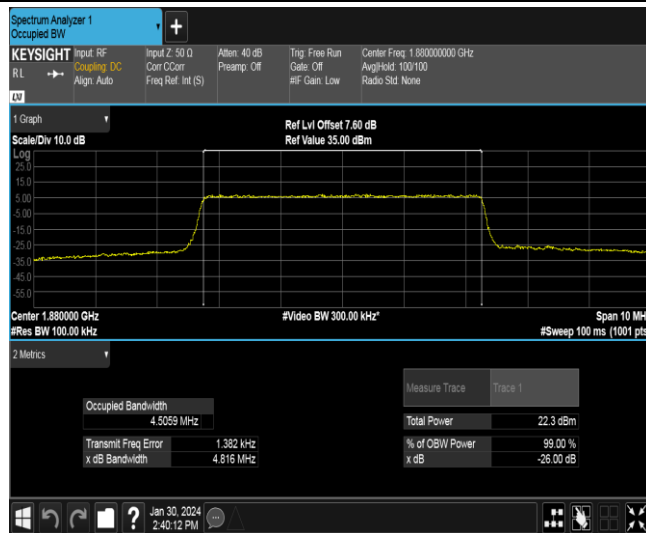 Spectrum Analyzer 1
Occupied BW
+
KEYSIGHT
RL
Input: RF
Coupling: DC
Align: Auto
Input Z: 50 Ω
Corr CCorr
Freq Ref: Int (S)
Atten: 40 dB
Preamp: Off
Trig: Free Run
Gate: Off
#IF Gain: Low
Center Freq: 1.880000000 GHz
Avg|Hold: 100/100
Radio Std: None
1 Graph
Scale/Div 10.0 dB
Ref Lvl Offset 7.60 dB
Ref Value 35.00 dBm
Log
25.0
15.0
5.00
-5.00
-15.0
-25.0
-35.0
-45.0
-55.0
Center 1.880000 GHz
#Res BW 100.00 kHz
#Video BW 300.00 kHz*
Span 10 MH
#Sweep 100 ms (1001 pts
2 Metrics
Measure Trace Trace 1
Occupied Bandwidth
4.5059 MHz
Total Power 22.3 dBm
Transmit Freq Error 1.382 kHz
% of OBW Power 99.00 %
x dB Bandwidth 4.816 MHz
x dB -26.00 dB
?
Jan 30, 2024
2:40:12 PM